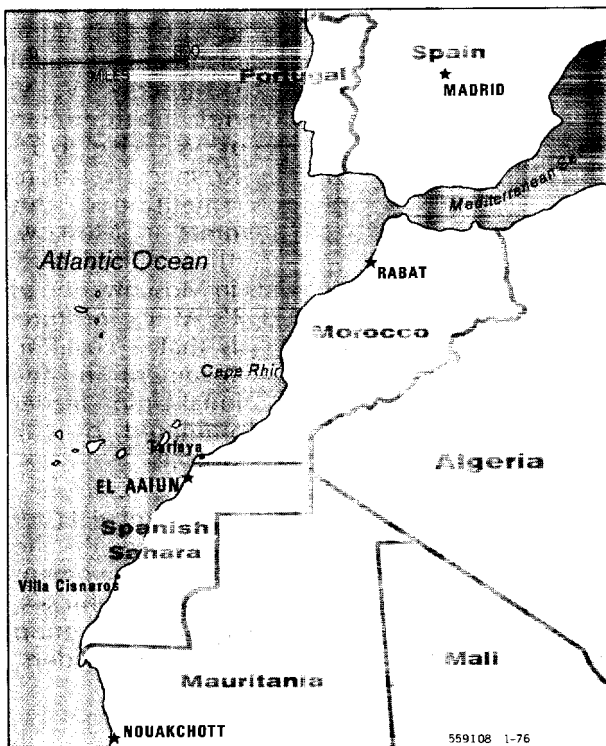 Spain
MADRID
Portugal
Mediterranean
Atlantic Ocean
RABAT
Morocco
Cape Rhir
Tarfaya
Algeria
EL AAIUN
Spanish
Sahara
Villa Cisneros
Mali
Mauritania
NOUAKCHOTT
559108 1-76